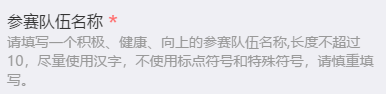 参赛队伍名称 *
请填写一个积极、健康、向上的参赛队伍名称,长度不超过
10，尽量使用汉字，不使用标点符号和特殊符号，请慎重填
写。